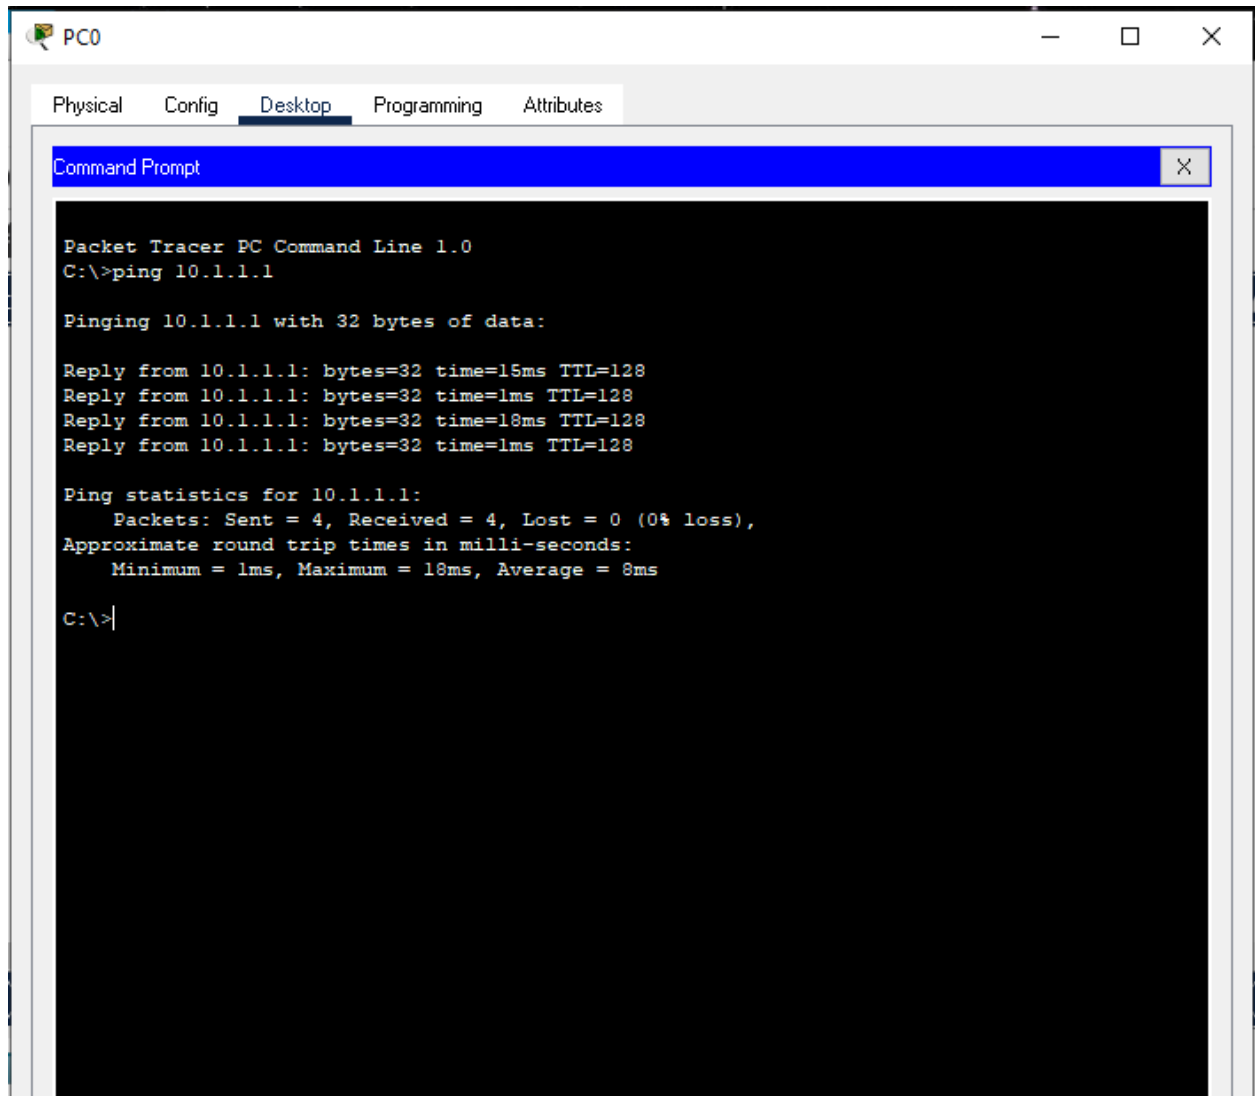 PC0
Physical Config Desktop Programming Attributes
Command Prompt
X
Packet Tracer PC Command Line 1.0
C:\>ping 10.1.1.1
Pinging 10.1.1.1 with 32 bytes of data:
Reply from 10.1.1.1: bytes=32 time=15ms TTL=128
Reply from 10.1.1.1: bytes=32 time=1ms TTL=128
Reply from 10.1.1.1: bytes=32 time=18ms TTL=128
Reply from 10.1.1.1: bytes=32 time=1ms TTL=128
Ping statistics for 10.1.1.1:
Packets: Sent = 4, Received = 4, Lost = 0 (0% loss),
Approximate round trip times in milli-seconds:
Minimum = 1ms, Maximum = 18ms, Average = 8ms
C:\>